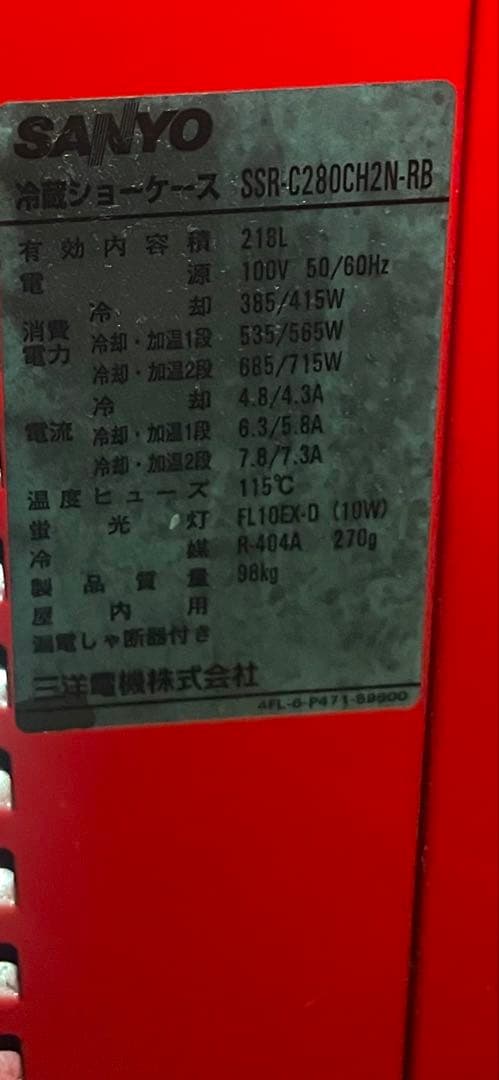 SANYO
冷蔵ショーケース SSR-C280CH2N-RB
有効内容積 218L
電源 100V 50/60Hz
消費電力 冷却 385/415W
冷却・加温1段 535/565W
冷却・加温2段 685/715W
電流 冷却 4.8/4.3A
冷却・加温1段 6.3/5.8A
冷却・加温2段 7.8/7.3A
温度ヒューズ 115℃
蛍光灯 FL10EX-D (10W)
冷媒 R-404A 270g
製品質量 98kg
屋内用
漏電しゃ断器付き
三洋電機株式会社